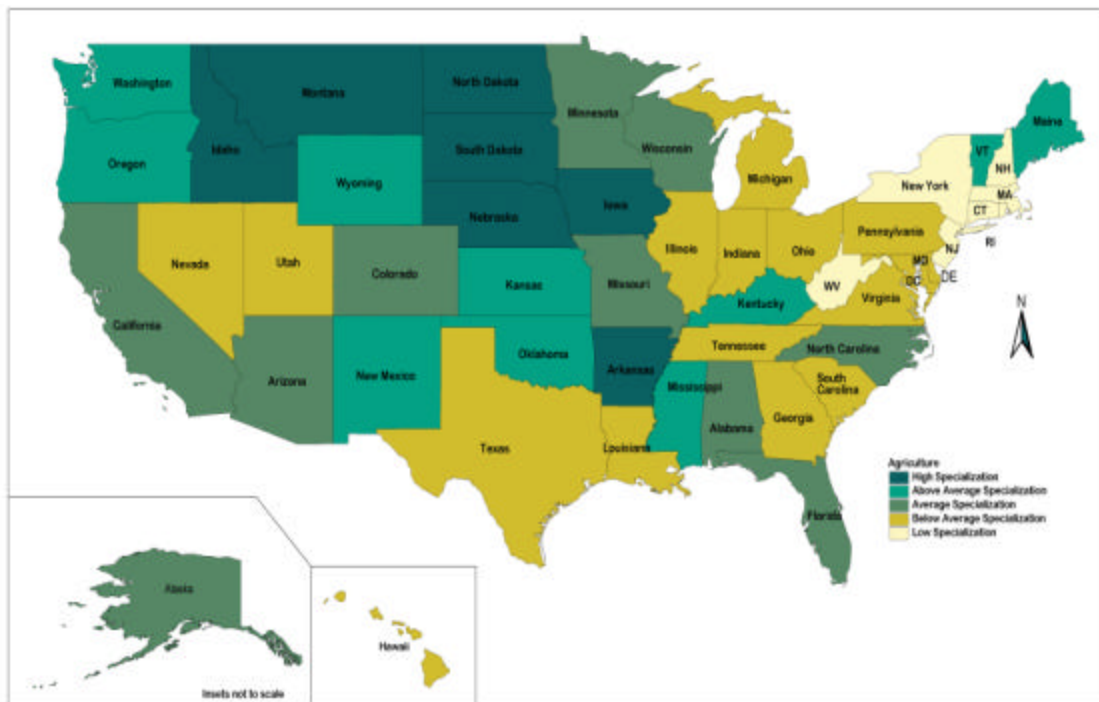 Washington
Montana
North Dakota
Minnesota
Maine
VT
NH
Oregon
Idaho
South Dakota
Wisconsin
Michigan
New York
MA
CT
RI
Wyoming
Iowa
Nebraska
Pennsylvania
NJ
Nevada
Utah
Colorado
Illinois
Indiana
Ohio
MD
DC
DE
WV
Virginia
Kansas
Missouri
Kentucky
California
Arizona
New Mexico
Oklahoma
Arkansas
Tennessee
North Carolina
Mississippi
South
Carolina
Alabama
Georgia
Texas
Louisiana
Florida
N
Agriculture
High Specialization
Above Average Specialization
Average Specialization
Below Average Specialization
Low Specialization
Alaska
Hawaii
Insets not to scale